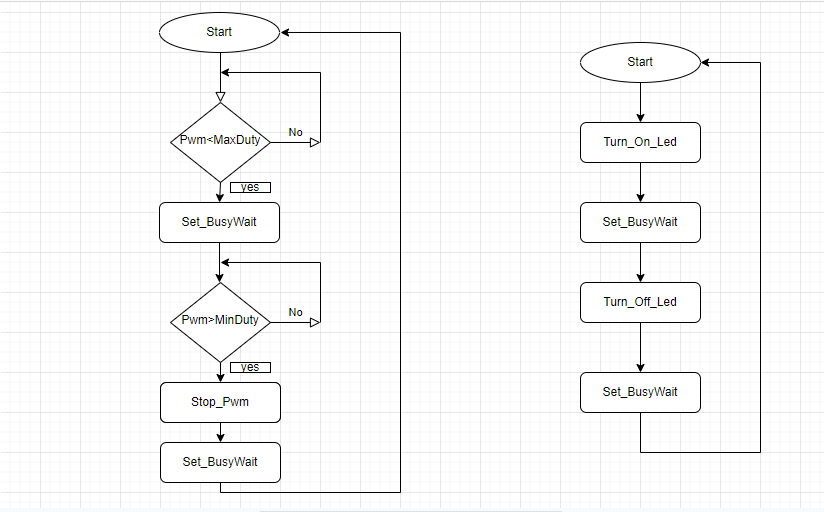 Start
Pwm<MaxDuty
No
yes
Set_BusyWait
Pwm>MinDuty
No
yes
Stop_Pwm
Set_BusyWait
Start
Turn_On_Led
Set_BusyWait
Turn_Off_Led
Set_BusyWait